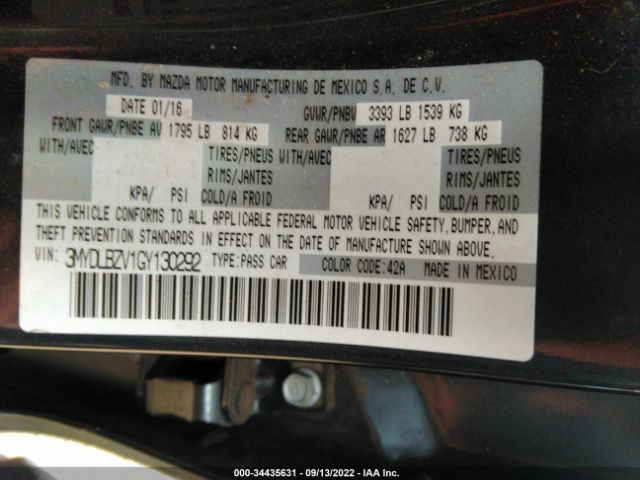 MFD. BY MAZDA MOTOR MANUFACTURING DE MEXICO S.A. DE C.V.
DATE 01/16 GVWR/PNBV 3393 LB 1539 KG
FRONT GAWR/PNBE AV 1795 LB 814 KG REAR GAWR/PNBE AR 1627 LB 738 KG
WITH/AVEC TIRES/PNEUS WITH/AVEC TIRES/PNEUS
RIMS/JANTES RIMS/JANTES
KPA/ PSI COLD/A FROID KPA/ PSI COLD/A FROID
THIS VEHICLE CONFORMS TO ALL APPLICABLE FEDERAL MOTOR VEHICLE SAFETY, BUMPER, AND
THEFT PREVENTION STANDARDS IN EFFECT ON THE DATE OF MANUFACTURE SHOWN ABOVE.
VIN: 3MYDLBZV1GY130292 TYPE:PASS CAR COLOR CODE:42A MADE IN MEXICO
000-34435631 - 09/13/2022 - IAA Inc.